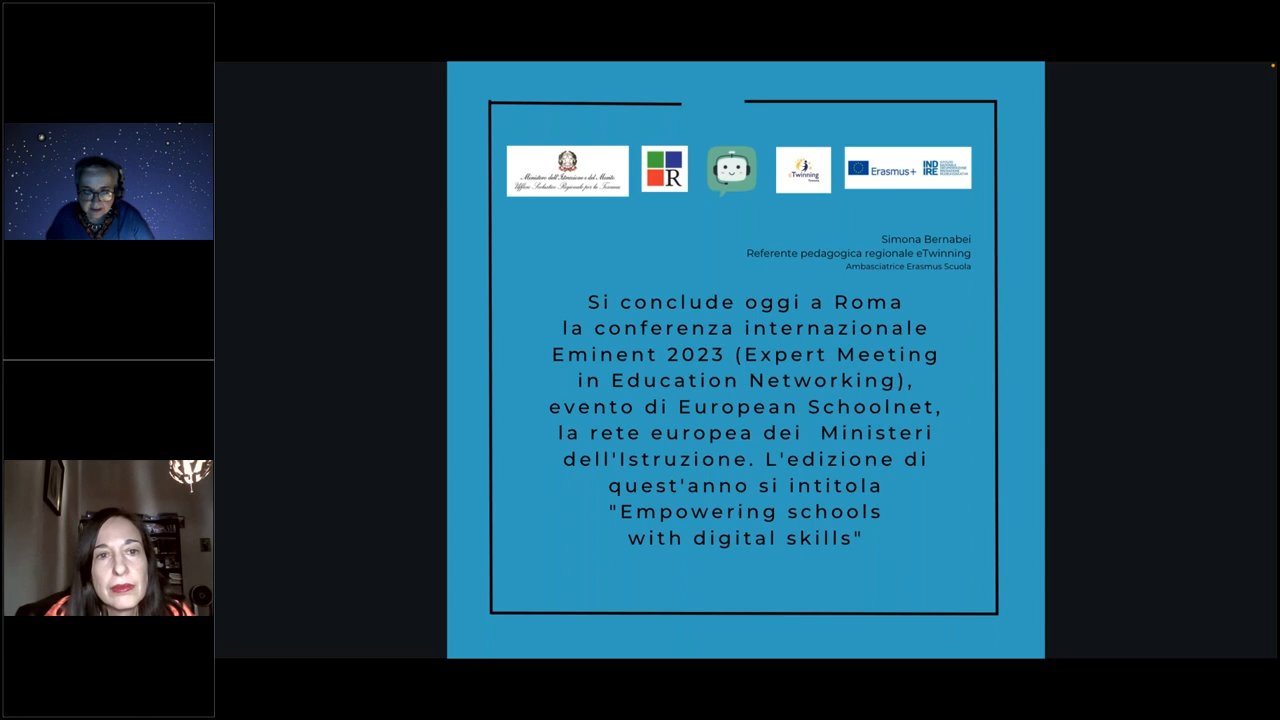 Ministero dell'Istruzione e del Merito
Ufficio Scolastico Regionale per la Toscana
R
eTwinning
Erasmus+
IND
IRE
Simona Bernabei
Referente pedagogica regionale eTwinning
Ambasciatrice Erasmus Scuola
Si conclude oggi a Roma
la conferenza internazionale
Eminent 2023 (Expert Meeting
in Education Networking),
evento di European Schoolnet,
la rete europea dei Ministeri
dell'Istruzione. L'edizione di
quest'anno si intitola
"Empowering schools
with digital skills"